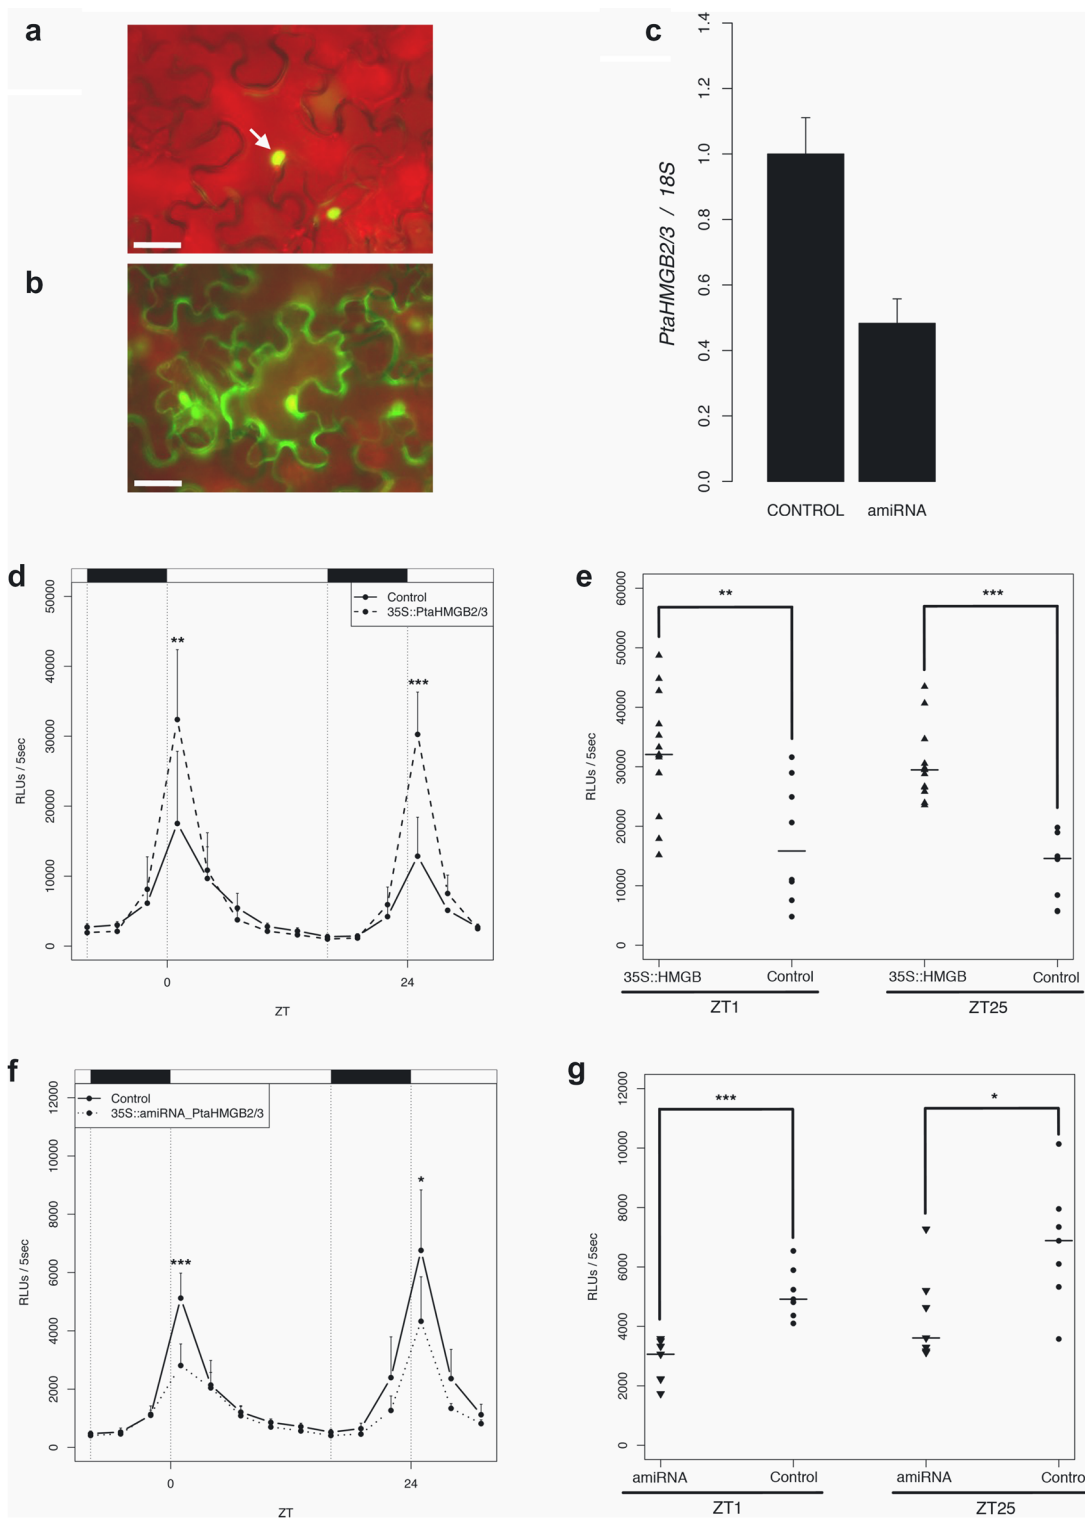 a
b
c
PtaHMGB2/3 / 18S
0.0 0.2 0.4 0.6 0.8 1.0 1.2 1.4
CONTROL amiRNA
d
Control
35S::PtaHMGB2/3
**
***
RLUs / 5sec
0 10000 20000 30000 40000 50000
0 24
ZT
e
**
***
RLUs / 5sec
0 10000 20000 30000 40000 50000 60000
35S::HMGB Control 35S::HMGB Control
ZT1 ZT25
f
Control
35S::amiRNA_PtaHMGB2/3
***
*
RLUs / 5sec
0 2000 4000 6000 8000 10000 12000
0 24
ZT
g
***
*
RLUs / 5sec
0 2000 4000 6000 8000 10000 12000
amiRNA Control amiRNA Contro
ZT1 ZT25